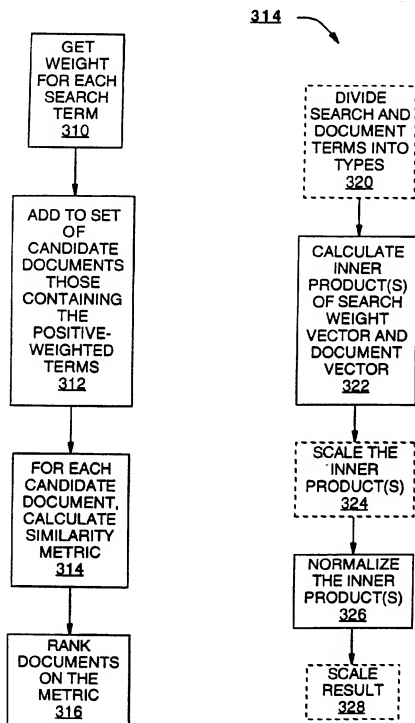 GET
WEIGHT
FOR EACH
SEARCH
TERM
310
ADD TO SET
OF
CANDIDATE
DOCUMENTS
THOSE
CONTAINING
THE
POSITIVE-
WEIGHTED
TERMS
312
FOR EACH
CANDIDATE
DOCUMENT,
CALCULATE
SIMILARITY
METRIC
314
RANK
DOCUMENTS
ON THE
METRIC
316
314
DIVIDE
SEARCH AND
DOCUMENT
TERMS INTO
TYPES
320
CALCULATE
INNER
PRODUCT(S)
OF SEARCH
WEIGHT
VECTOR AND
DOCUMENT
VECTOR
322
SCALE THE
INNER
PRODUCT(S)
324
NORMALIZE
THE INNER
PRODUCT(S)
326
SCALE
RESULT
328